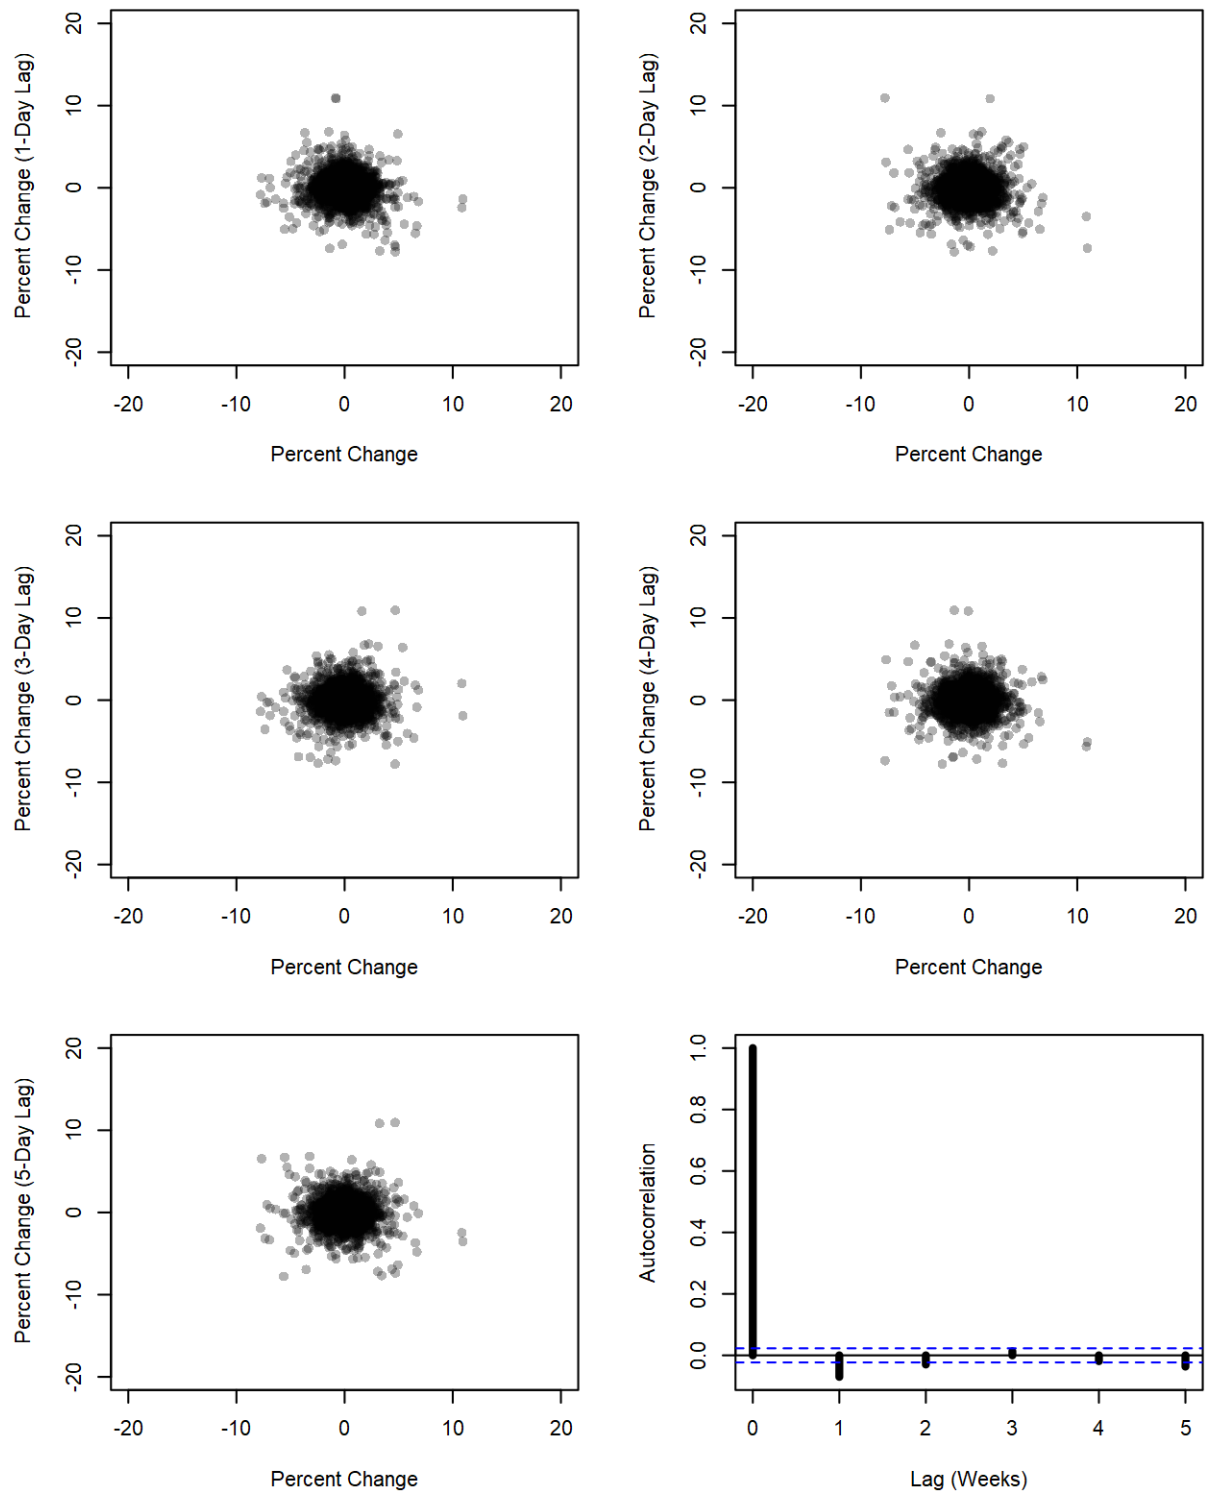 Percent Change (1-Day Lag)
20
10
0
-10
-20
-20 -10 0 10 20
Percent Change
Percent Change (2-Day Lag)
20
10
0
-10
-20
-20 -10 0 10 20
Percent Change
Percent Change (3-Day Lag)
20
10
0
-10
-20
-20 -10 0 10 20
Percent Change
Percent Change (4-Day Lag)
20
10
0
-10
-20
-20 -10 0 10 20
Percent Change
Percent Change (5-Day Lag)
20
10
0
-10
-20
-20 -10 0 10 20
Percent Change
Autocorrelation
1.0
0.8
0.6
0.4
0.2
0.0
0 1 2 3 4 5
Lag (Weeks)